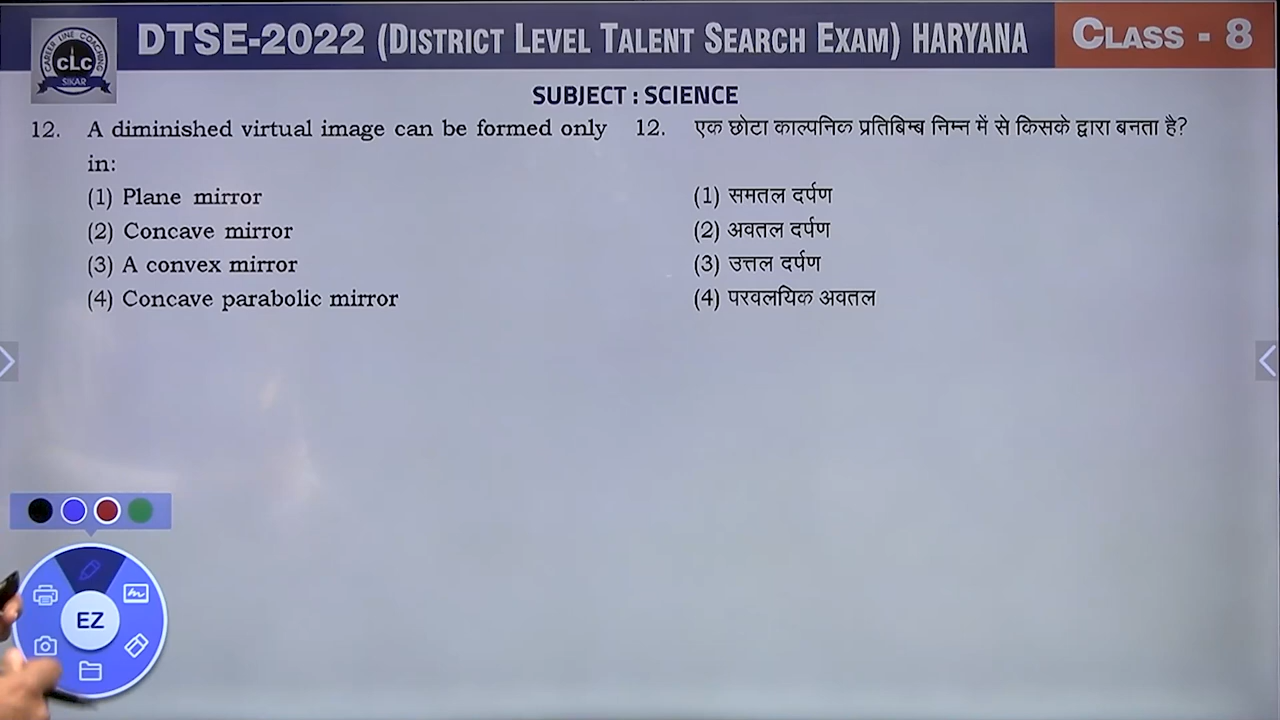 DTSE-2022 (DISTRICT LEVEL TALENT SEARCH EXAM) HARYANA
CLASS - 8
CAREER LINE COACHING
CLC
SIKAR
SUBJECT : SCIENCE
12. A diminished virtual image can be formed only
in:
(1) Plane mirror
(2) Concave mirror
(3) A convex mirror
(4) Concave parabolic mirror
12. एक छोटा काल्पनिक प्रतिबिम्ब निम्न में से किसके द्वारा बनता है?
(1) समतल दर्पण
(2) अवतल दर्पण
(3) उत्तल दर्पण
(4) परवलयिक अवतल
EZ